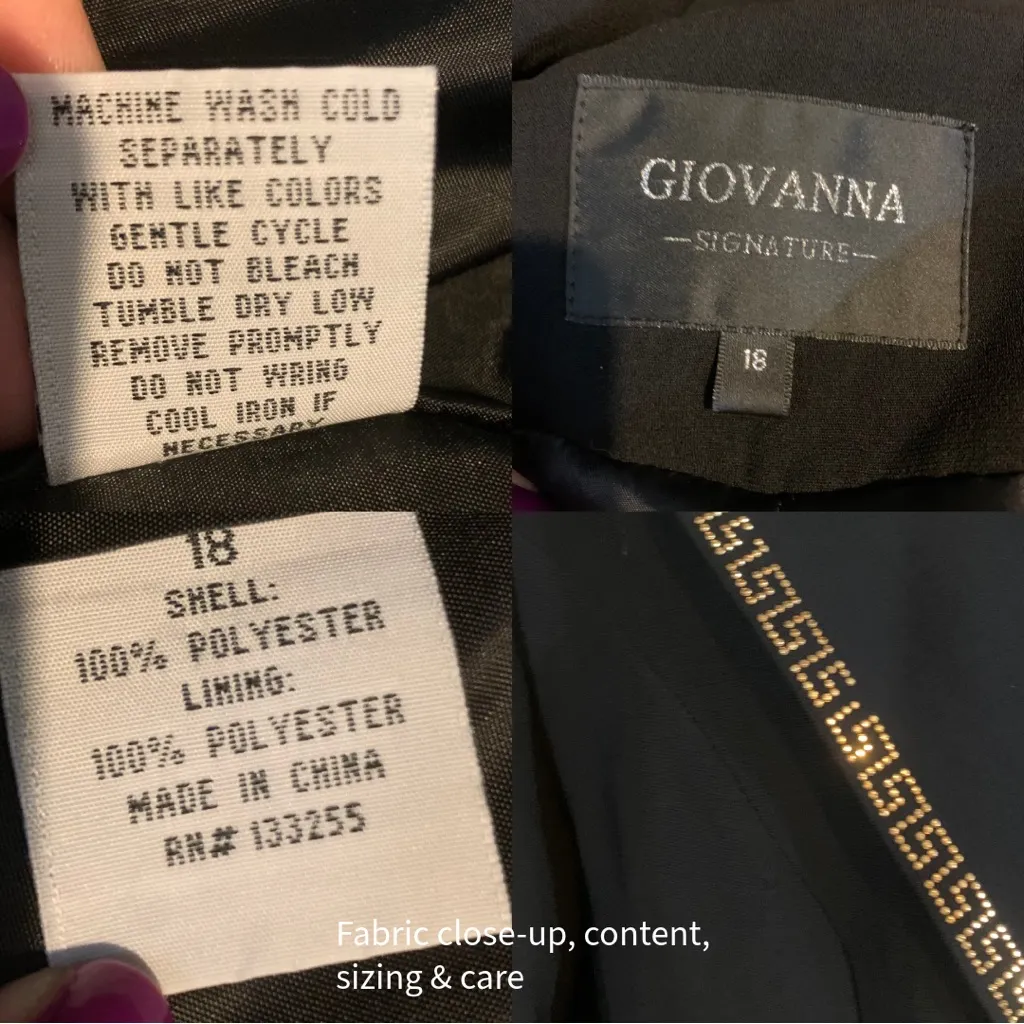 MACHINE WASH COLD
SEPARATELY
WITH LIKE COLORS
GENTLE CYCLE
DO NOT BLEACH
TUMBLE DRY LOW
REMOVE PROMPTLY
DO NOT WRING
COOL IRON IF
NECESSARY
GIOVANNA
—SIGNATURE—
18
18
SHELL:
100% POLYESTER
LINING:
100% POLYESTER
MADE IN CHINA
RN# 133255
Fabric close-up, content,
sizing & care